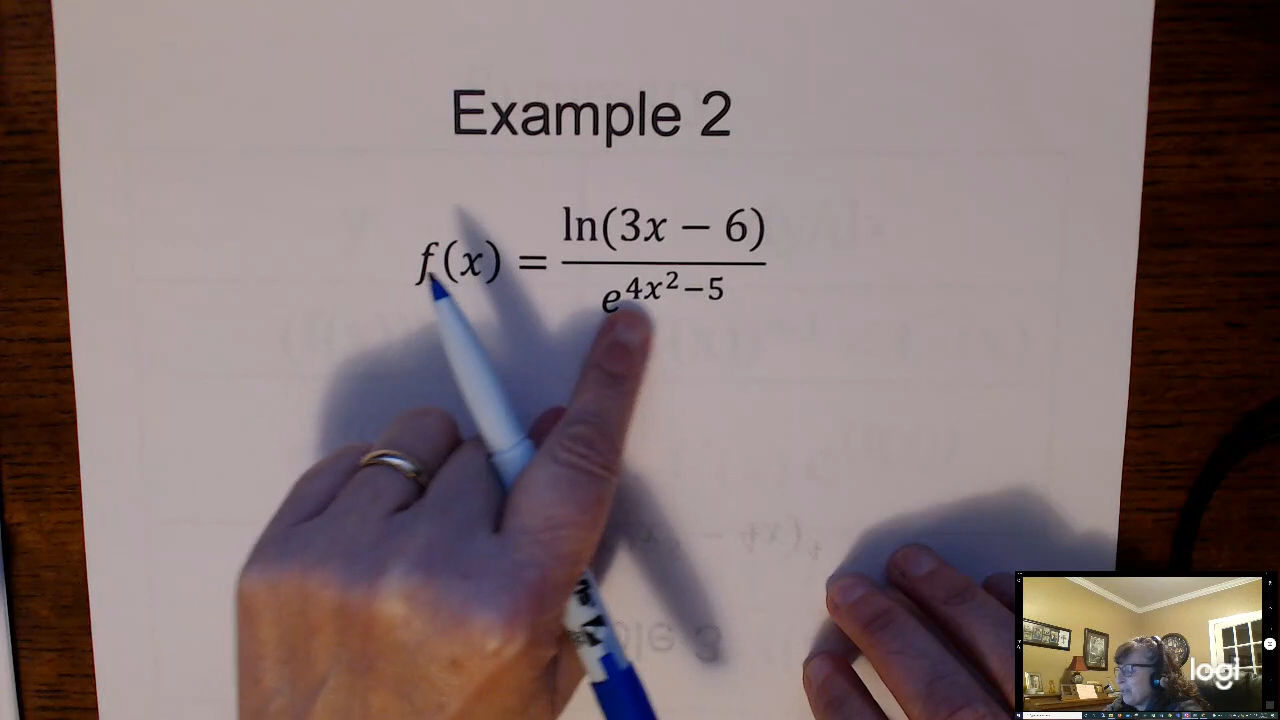 Example 2
f(x) = ln(3x − 6) / e^(4x² − 5)
logi